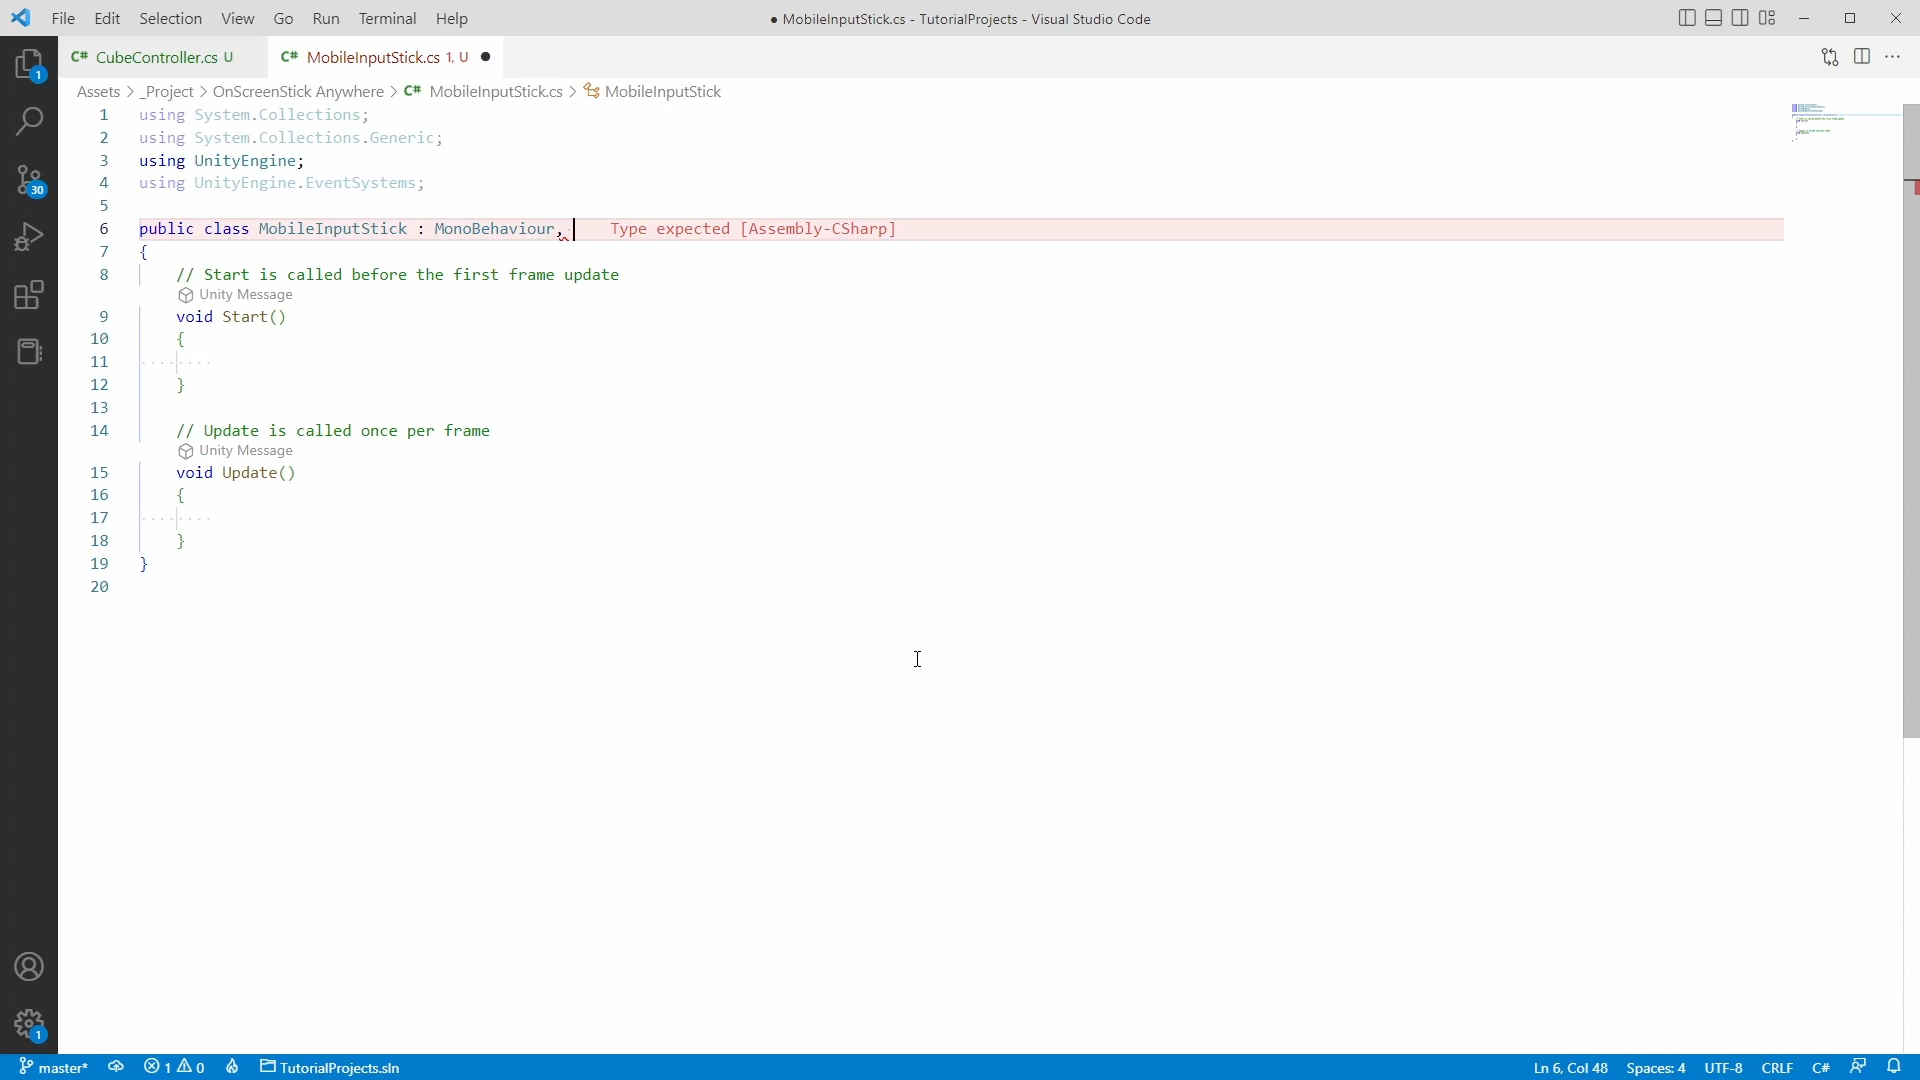 File Edit Selection View Go Run Terminal Help
● MobileInputStick.cs - TutorialProjects - Visual Studio Code
1
30
1
C# CubeController.cs U
C# MobileInputStick.cs 1, U ●
Assets > _Project > OnScreenStick Anywhere > C# MobileInputStick.cs > MobileInputStick
1 using System.Collections;
2 using System.Collections.Generic;
3 using UnityEngine;
4 using UnityEngine.EventSystems;
5
6 public class MobileInputStick : MonoBehaviour, Type expected [Assembly-CSharp]
7 {
8 // Start is called before the first frame update
Unity Message
9 void Start()
10 {
11
12 }
13
14 // Update is called once per frame
Unity Message
15 void Update()
16 {
17
18 }
19 }
20
master* 1 0 TutorialProjects.sln Ln 6, Col 48 Spaces: 4 UTF-8 CRLF C#